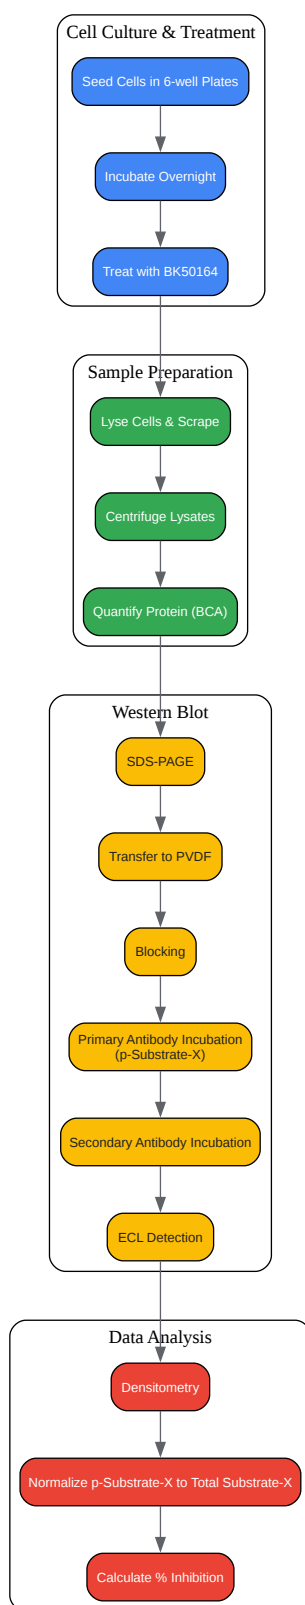 Cell Culture & Treatment
Seed Cells in 6-well Plates
Incubate Overnight
Treat with BK50164
Sample Preparation
Lyse Cells & Scrape
Centrifuge Lysates
Quantify Protein (BCA)
Western Blot
SDS-PAGE
Transfer to PVDF
Blocking
Primary Antibody Incubation
(p-Substrate-X)
Secondary Antibody Incubation
ECL Detection
Data Analysis
Densitometry
Normalize p-Substrate-X to Total Substrate-X
Calculate % Inhibition